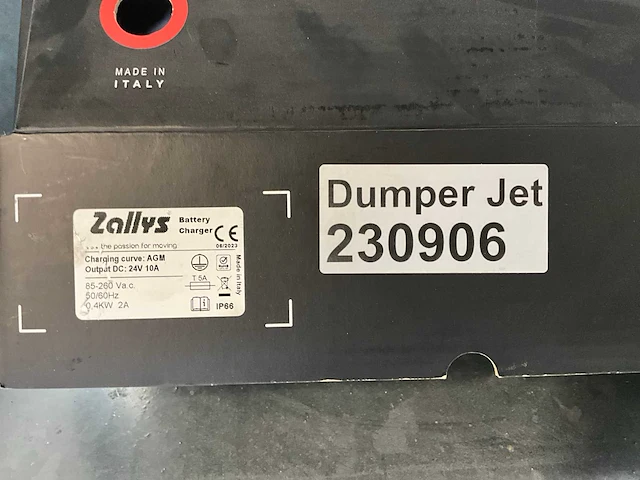 MADE IN
ITALY
Zallys Battery Charger CE
the passion for moving 06/2023
Charging curve: AGM
Output DC: 24V 10A
85-260 Va.c. T 5A
50/60Hz
0.4KW 2A IP66
Made in Italy
Dumper Jet
230906